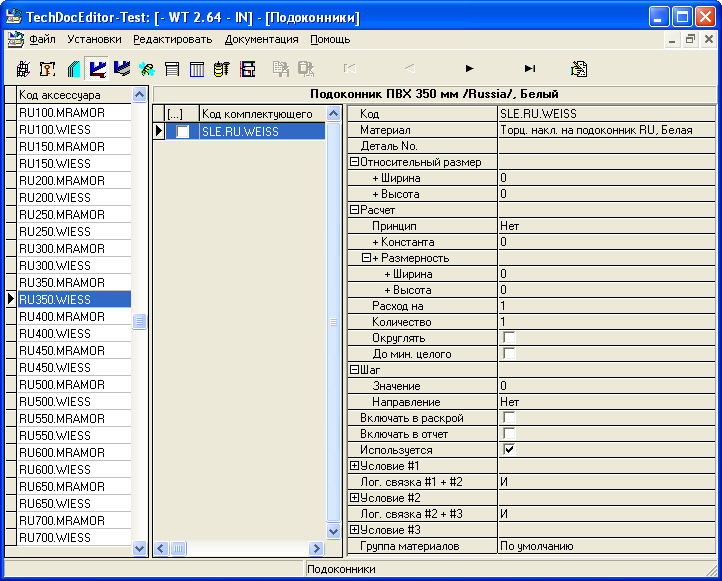 TechDocEditor-Test: [- WT 2.64 - IN] - [Подоконники]
Файл Установки Редактировать Документация Помощь
Код аксессуара
RU100.MRAMOR
RU100.WIESS
RU150.MRAMOR
RU150.WIESS
RU200.MRAMOR
RU200.WIESS
RU250.MRAMOR
RU250.WIESS
RU300.MRAMOR
RU300.WIESS
RU350.MRAMOR
RU350.WIESS
RU400.MRAMOR
RU400.WIESS
RU450.MRAMOR
RU450.WIESS
RU500.MRAMOR
RU500.WIESS
RU550.MRAMOR
RU550.WIESS
RU600.MRAMOR
RU600.WIESS
RU650.MRAMOR
RU650.WIESS
RU700.MRAMOR
RU700.WIESS
Подоконник ПВХ 350 мм /Russia/, Белый
[...] Код комплектующего
SLE.RU.WEISS
Код SLE.RU.WEISS
Материал Торц. накл. на подоконник RU, Белая
Деталь No.
Относительный размер
+ Ширина 0
+ Высота 0
Расчет
Принцип Нет
+ Константа 0
+ Размерность
+ Ширина 0
+ Высота 0
Расход на 1
Количество 1
Округлять
До мин. целого
Шаг
Значение 0
Направление Нет
Включать в раскрой
Включать в отчет
Используется
Условие #1
Лог. связка #1 + #2 И
Условие #2
Лог. связка #2 + #3 И
Условие #3
Группа материалов По умолчанию
Подоконники